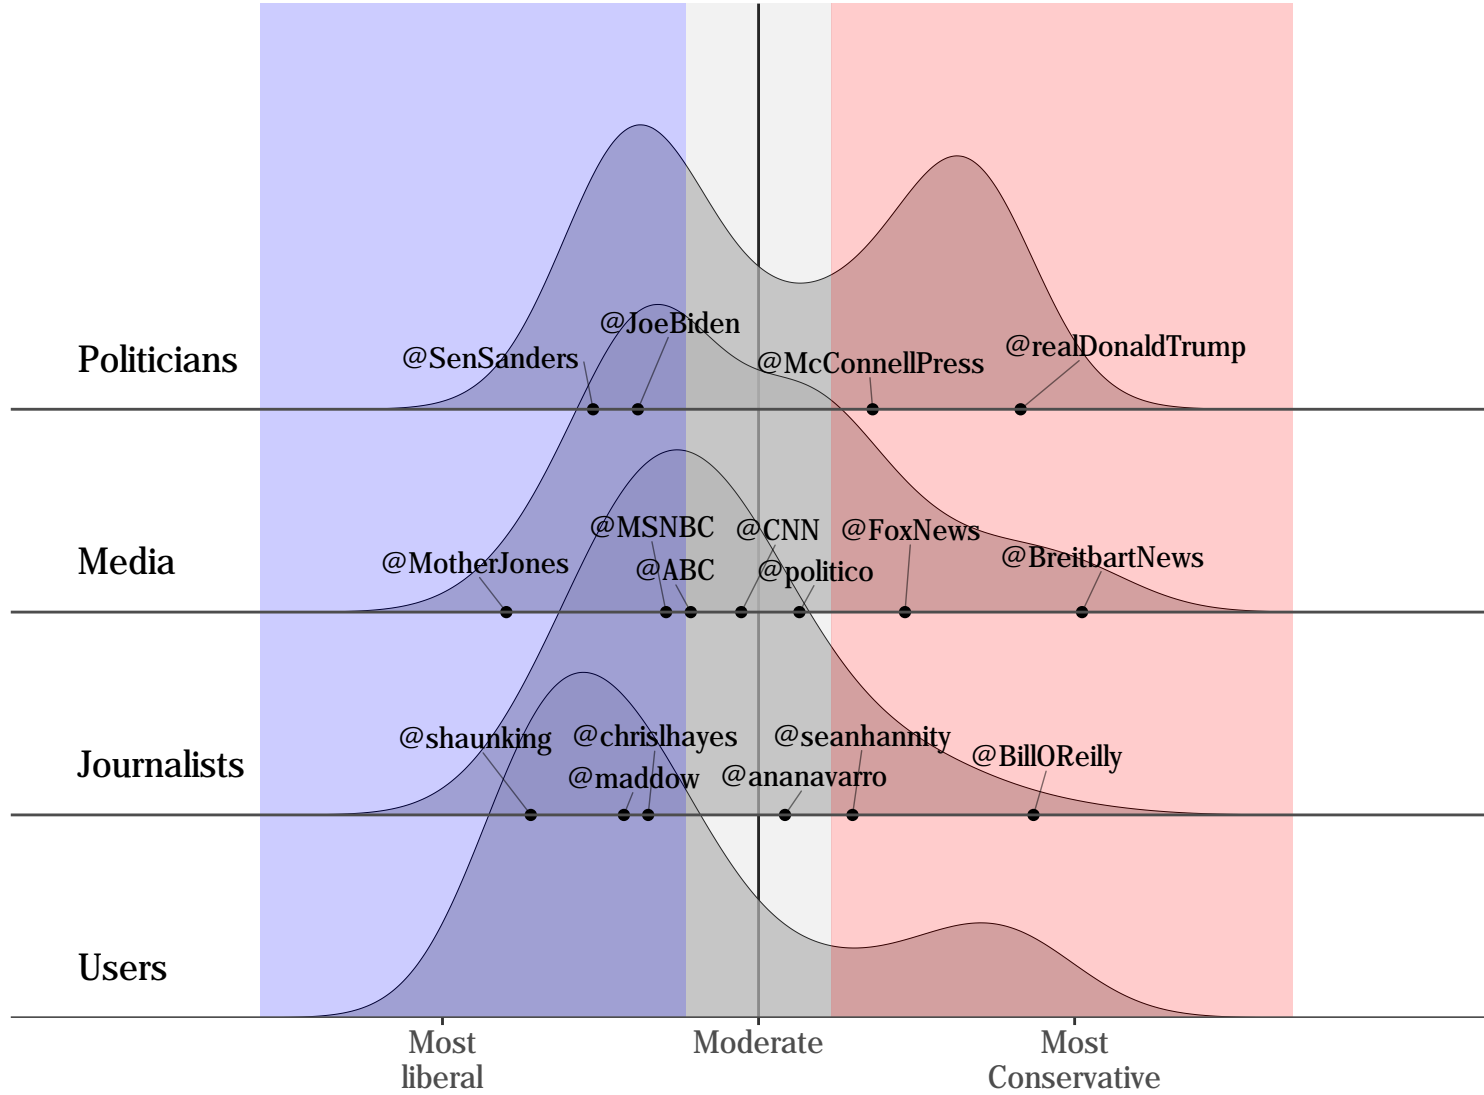 @JoeBiden
Politicians
@SenSanders
@McConnellPress
@realDonaldTrump
Media
@MotherJones
@MSNBC
@CNN
@FoxNews
@ABC
@politico
@BreitbartNews
Journalists
@shaunking
@chrislhayes
@seanhannity
@BillOReilly
@maddow
@ananavarro
Users
Most
liberal
Moderate
Most
Conservative